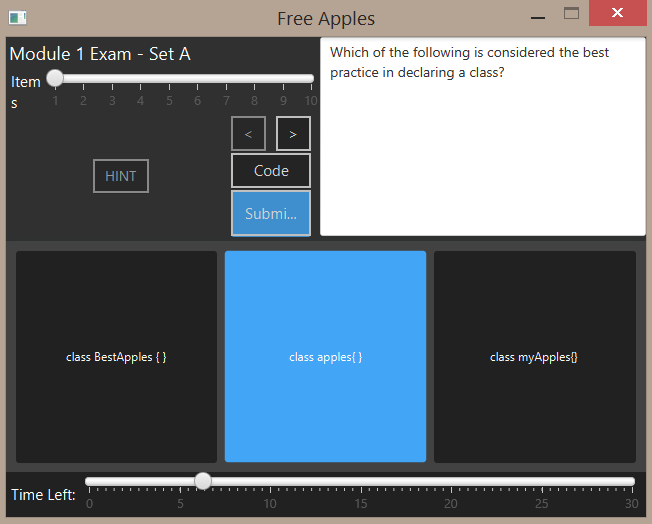 Free Apples
Module 1 Exam - Set A
Item
s
1 2 3 4 5 6 7 8 9 10
Which of the following is considered the best
practice in declaring a class?
< >
HINT
Code
Submi...
class BestApples { }
class apples{ }
class myApples{}
Time Left:
0 5 10 15 20 25 30